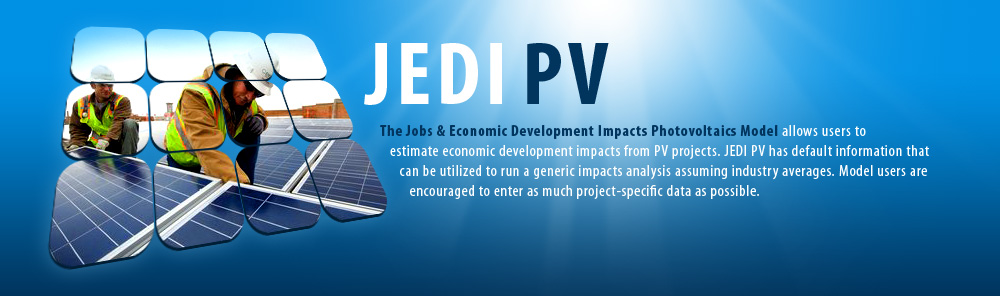 JEDI PV
The Jobs & Economic Development Impacts Photovoltaics Model allows users to
estimate economic development impacts from PV projects. JEDI PV has default information that
can be utilized to run a generic impacts analysis assuming industry averages. Model users are
encouraged to enter as much project-specific data as possible.